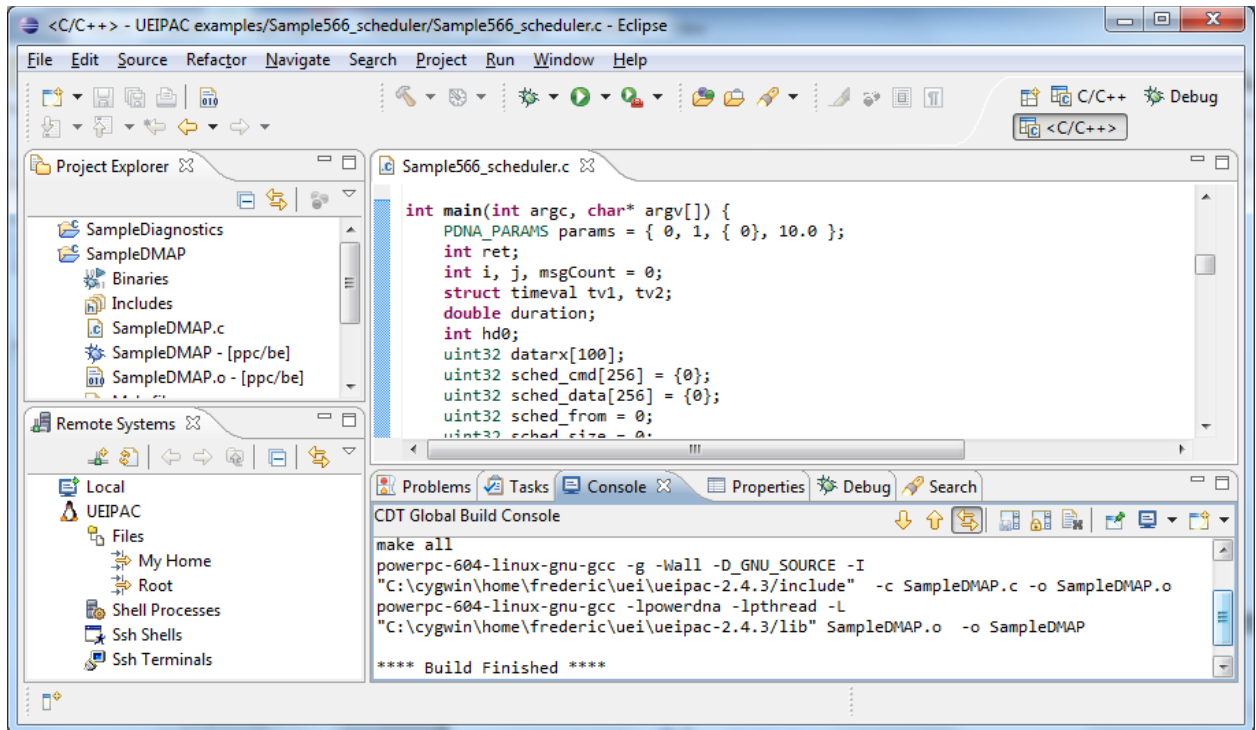 <C/C++> - UEIPAC examples/Sample566_scheduler/Sample566_scheduler.c - Eclipse
File Edit Source Refactor Navigate Search Project Run Window Help
C/C++ Debug
<C/C++>
Project Explorer
SampleDiagnostics
SampleDMAP
Binaries
Includes
SampleDMAP.c
SampleDMAP - [ppc/be]
SampleDMAP.o - [ppc/be]
Sample566_scheduler.c
int main(int argc, char* argv[]) {
PDNA_PARAMS params = { 0, 1, { 0}, 10.0 };
int ret;
int i, j, msgCount = 0;
struct timeval tv1, tv2;
double duration;
int hd0;
uint32 datarx[100];
uint32 sched_cmd[256] = {0};
uint32 sched_data[256] = {0};
uint32 sched_from = 0;
uint32 sched_size = 0;
Remote Systems
Local
UEIPAC
Files
My Home
Root
Shell Processes
Ssh Shells
Ssh Terminals
Problems Tasks Console Properties Debug Search
CDT Global Build Console
make all
powerpc-604-linux-gnu-gcc -g -Wall -D_GNU_SOURCE -I
"C:\cygwin\home\frederic\uei\ueipac-2.4.3/include" -c SampleDMAP.c -o SampleDMAP.o
powerpc-604-linux-gnu-gcc -lpowerdna -lpthread -L
"C:\cygwin\home\frederic\uei\ueipac-2.4.3/lib" SampleDMAP.o -o SampleDMAP
**** Build Finished ****